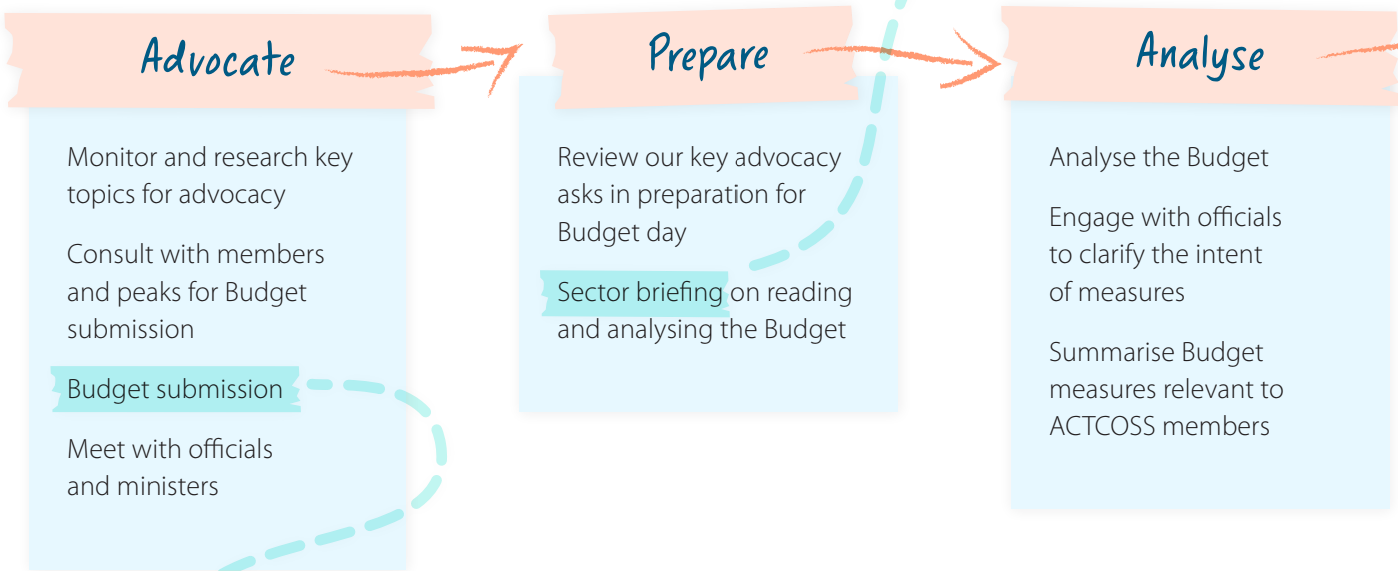 Advocate
Monitor and research key
topics for advocacy
Consult with members
and peaks for Budget
submission
Budget submission
Meet with officials
and ministers
Prepare
Review our key advocacy
asks in preparation for
Budget day
Sector briefing on reading
and analysing the Budget
Analyse
Analyse the Budget
Engage with officials
to clarify the intent
of measures
Summarise Budget
measures relevant to
ACTCOSS members